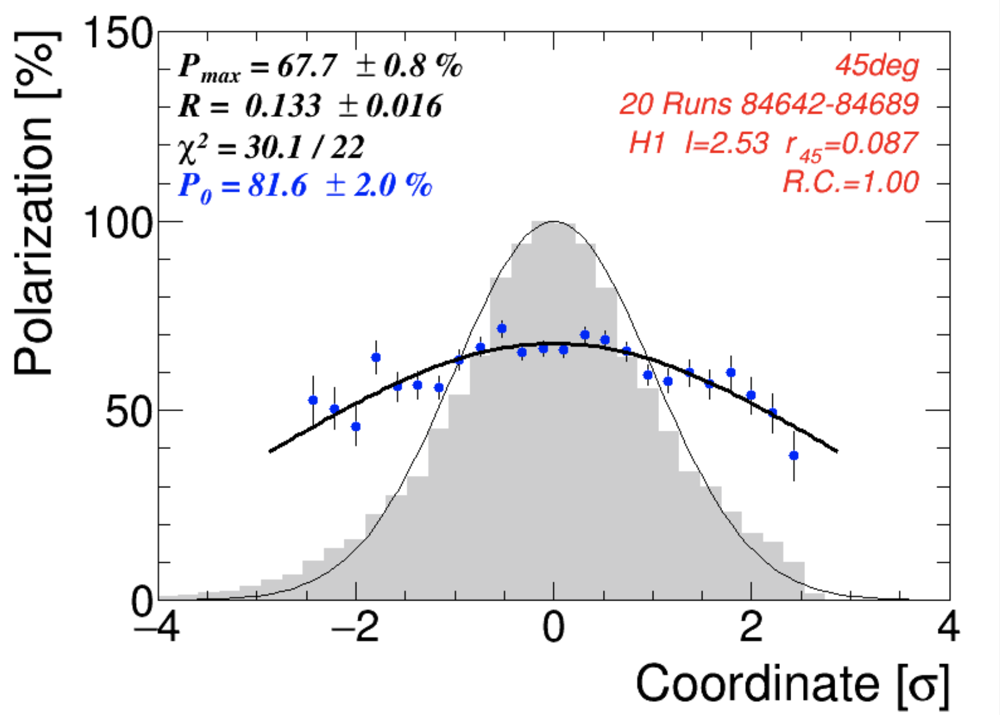 Polarization [%]
150
100
50
0
P_max = 67.7 ± 0.8 %
R = 0.133 ± 0.016
χ² = 30.1 / 22
P_0 = 81.6 ± 2.0 %
45deg
20 Runs 84642-84689
H1 I=2.53 r_45=0.087
R.C.=1.00
−4 −2 0 2 4
Coordinate [σ]